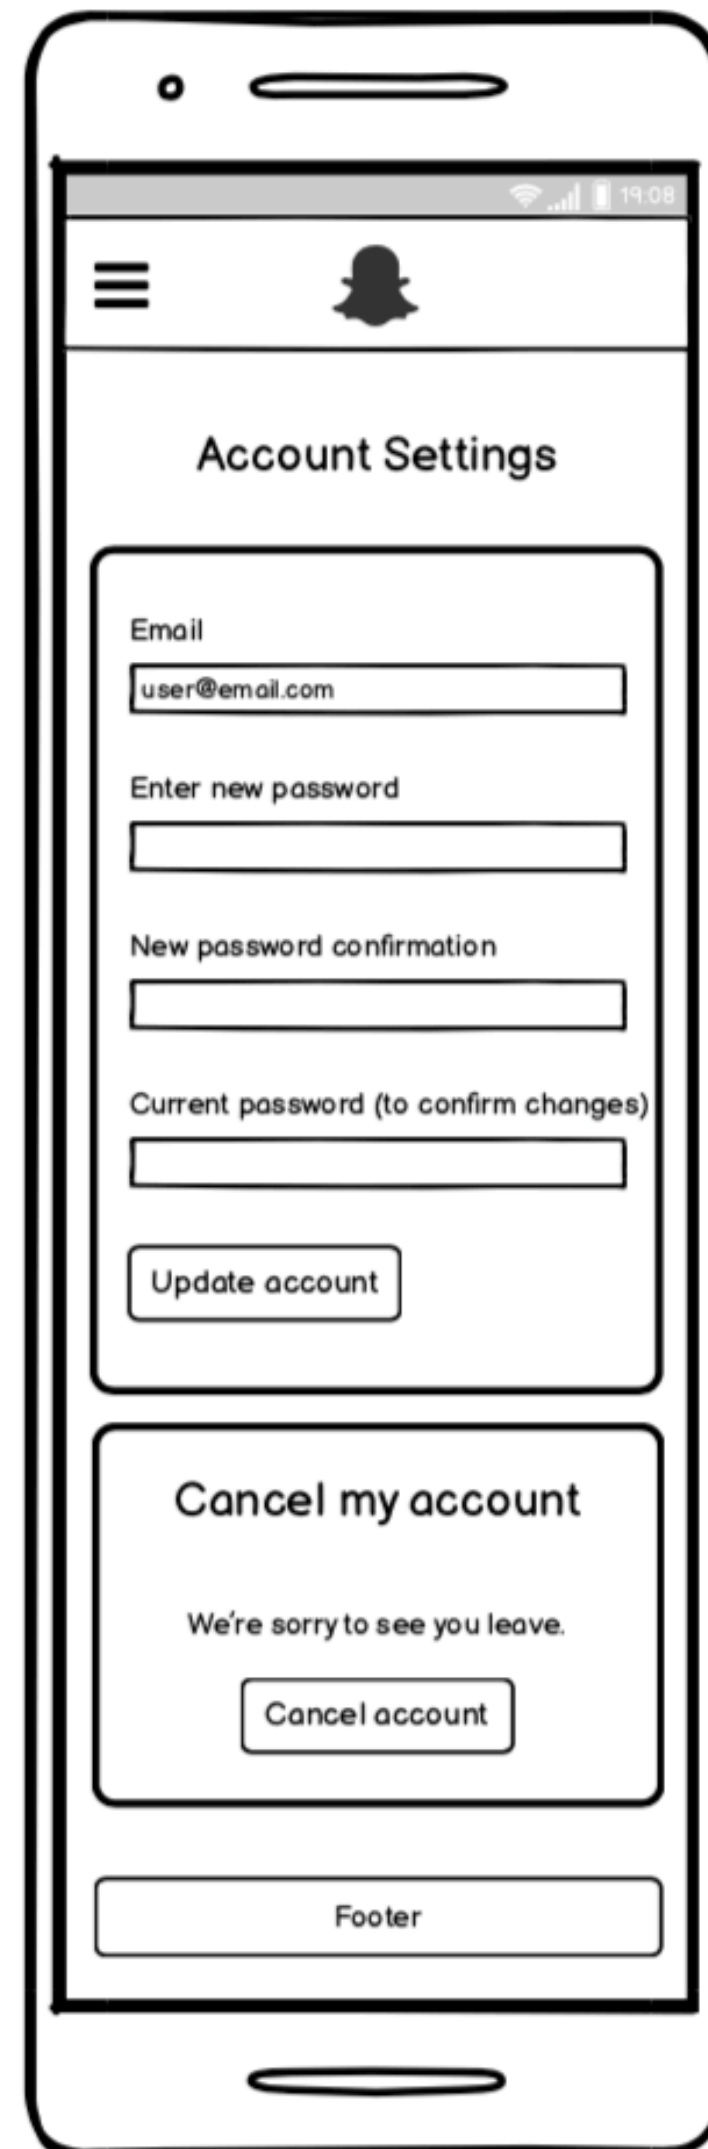 19:08
Account Settings
Email
user@email.com
Enter new password
New password confirmation
Current password (to confirm changes)
Update account
Cancel my account
We're sorry to see you leave.
Cancel account
Footer